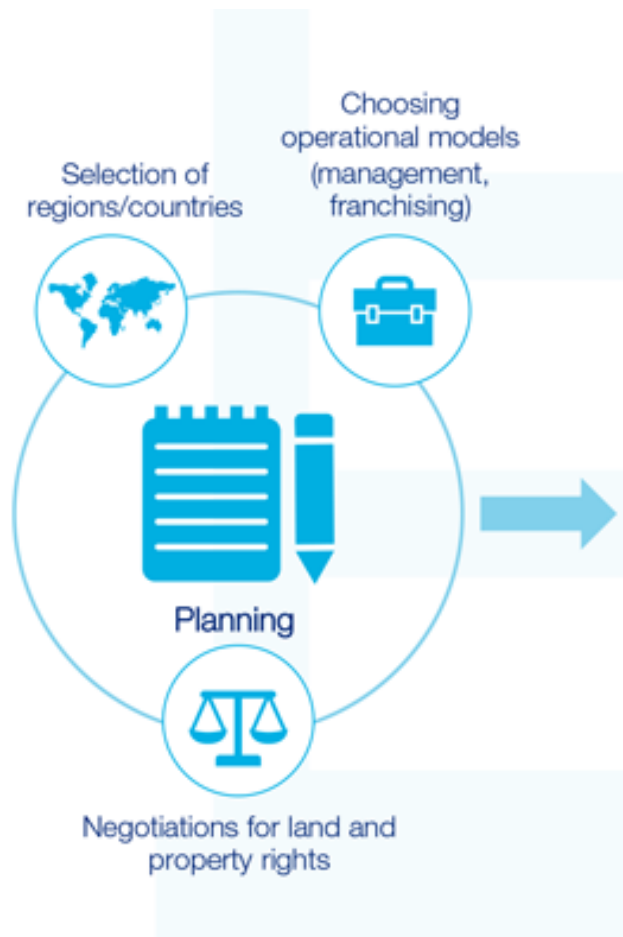 Choosing
operational models
(management,
franchising)
Selection of
regions/countries
Planning
Negotiations for land and
property rights